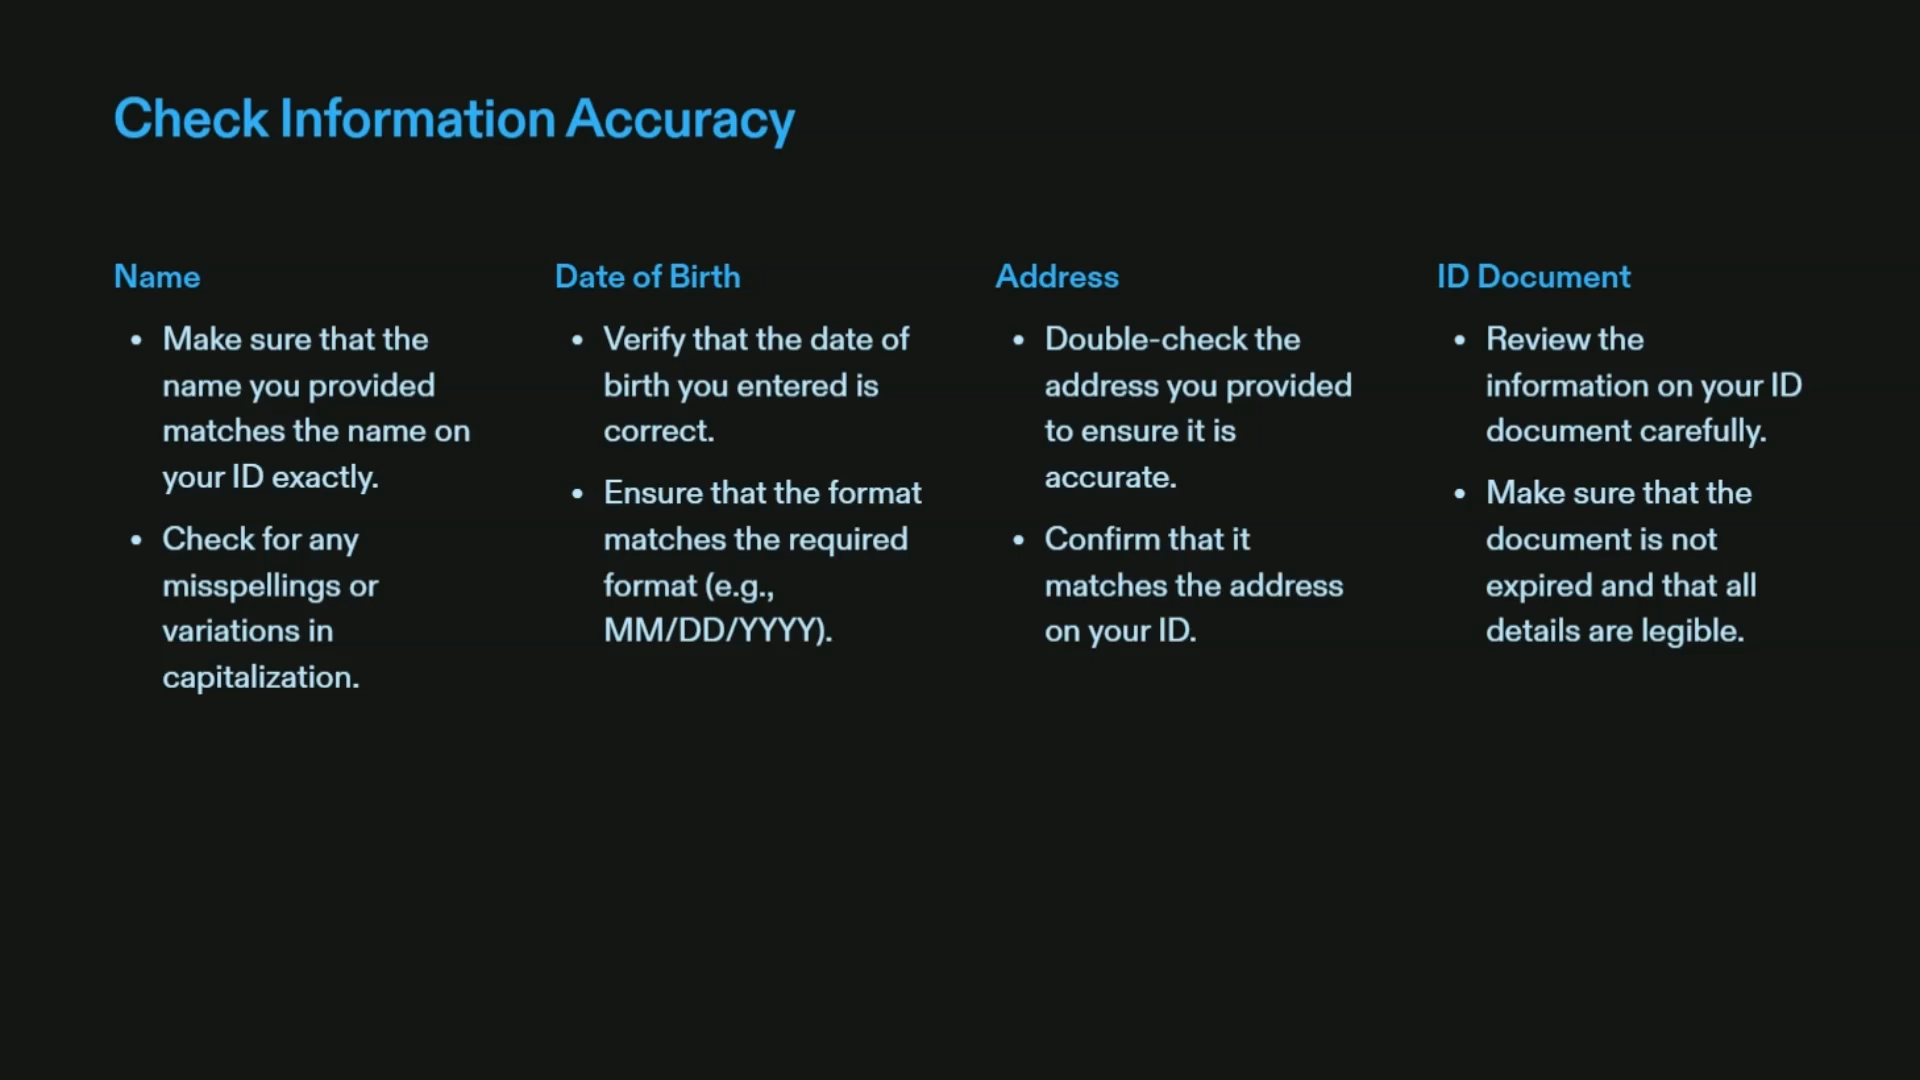 Check Information Accuracy
Name
• Make sure that the
name you provided
matches the name on
your ID exactly.
• Check for any
misspellings or
variations in
capitalization.
Date of Birth
• Verify that the date of
birth you entered is
correct.
• Ensure that the format
matches the required
format (e.g.,
MM/DD/YYYY).
Address
• Double-check the
address you provided
to ensure it is
accurate.
• Confirm that it
matches the address
on your ID.
ID Document
• Review the
information on your ID
document carefully.
• Make sure that the
document is not
expired and that all
details are legible.